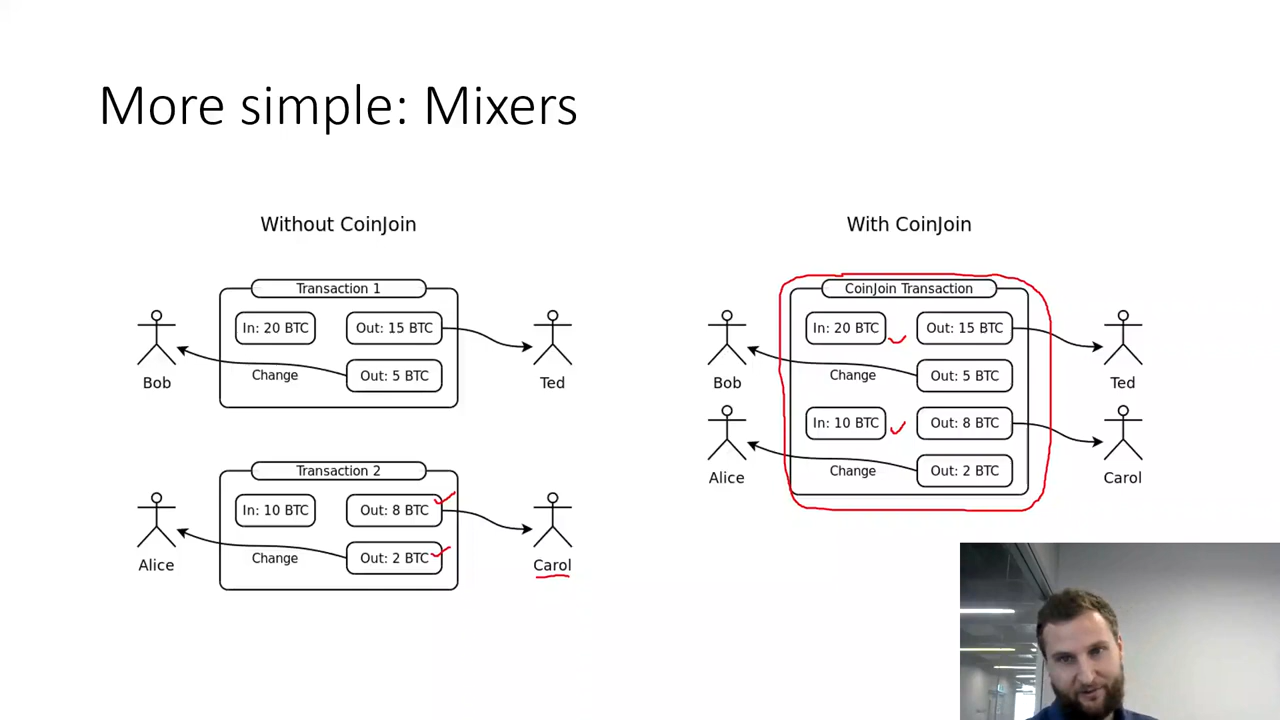 More simple: Mixers
Without CoinJoin
Transaction 1
In: 20 BTC
Out: 15 BTC
Change
Out: 5 BTC
Bob
Ted
Transaction 2
In: 10 BTC
Out: 8 BTC
Change
Out: 2 BTC
Alice
Carol
With CoinJoin
CoinJoin Transaction
In: 20 BTC
Out: 15 BTC
Bob
Change
Out: 5 BTC
Ted
In: 10 BTC
Out: 8 BTC
Alice
Change
Out: 2 BTC
Carol